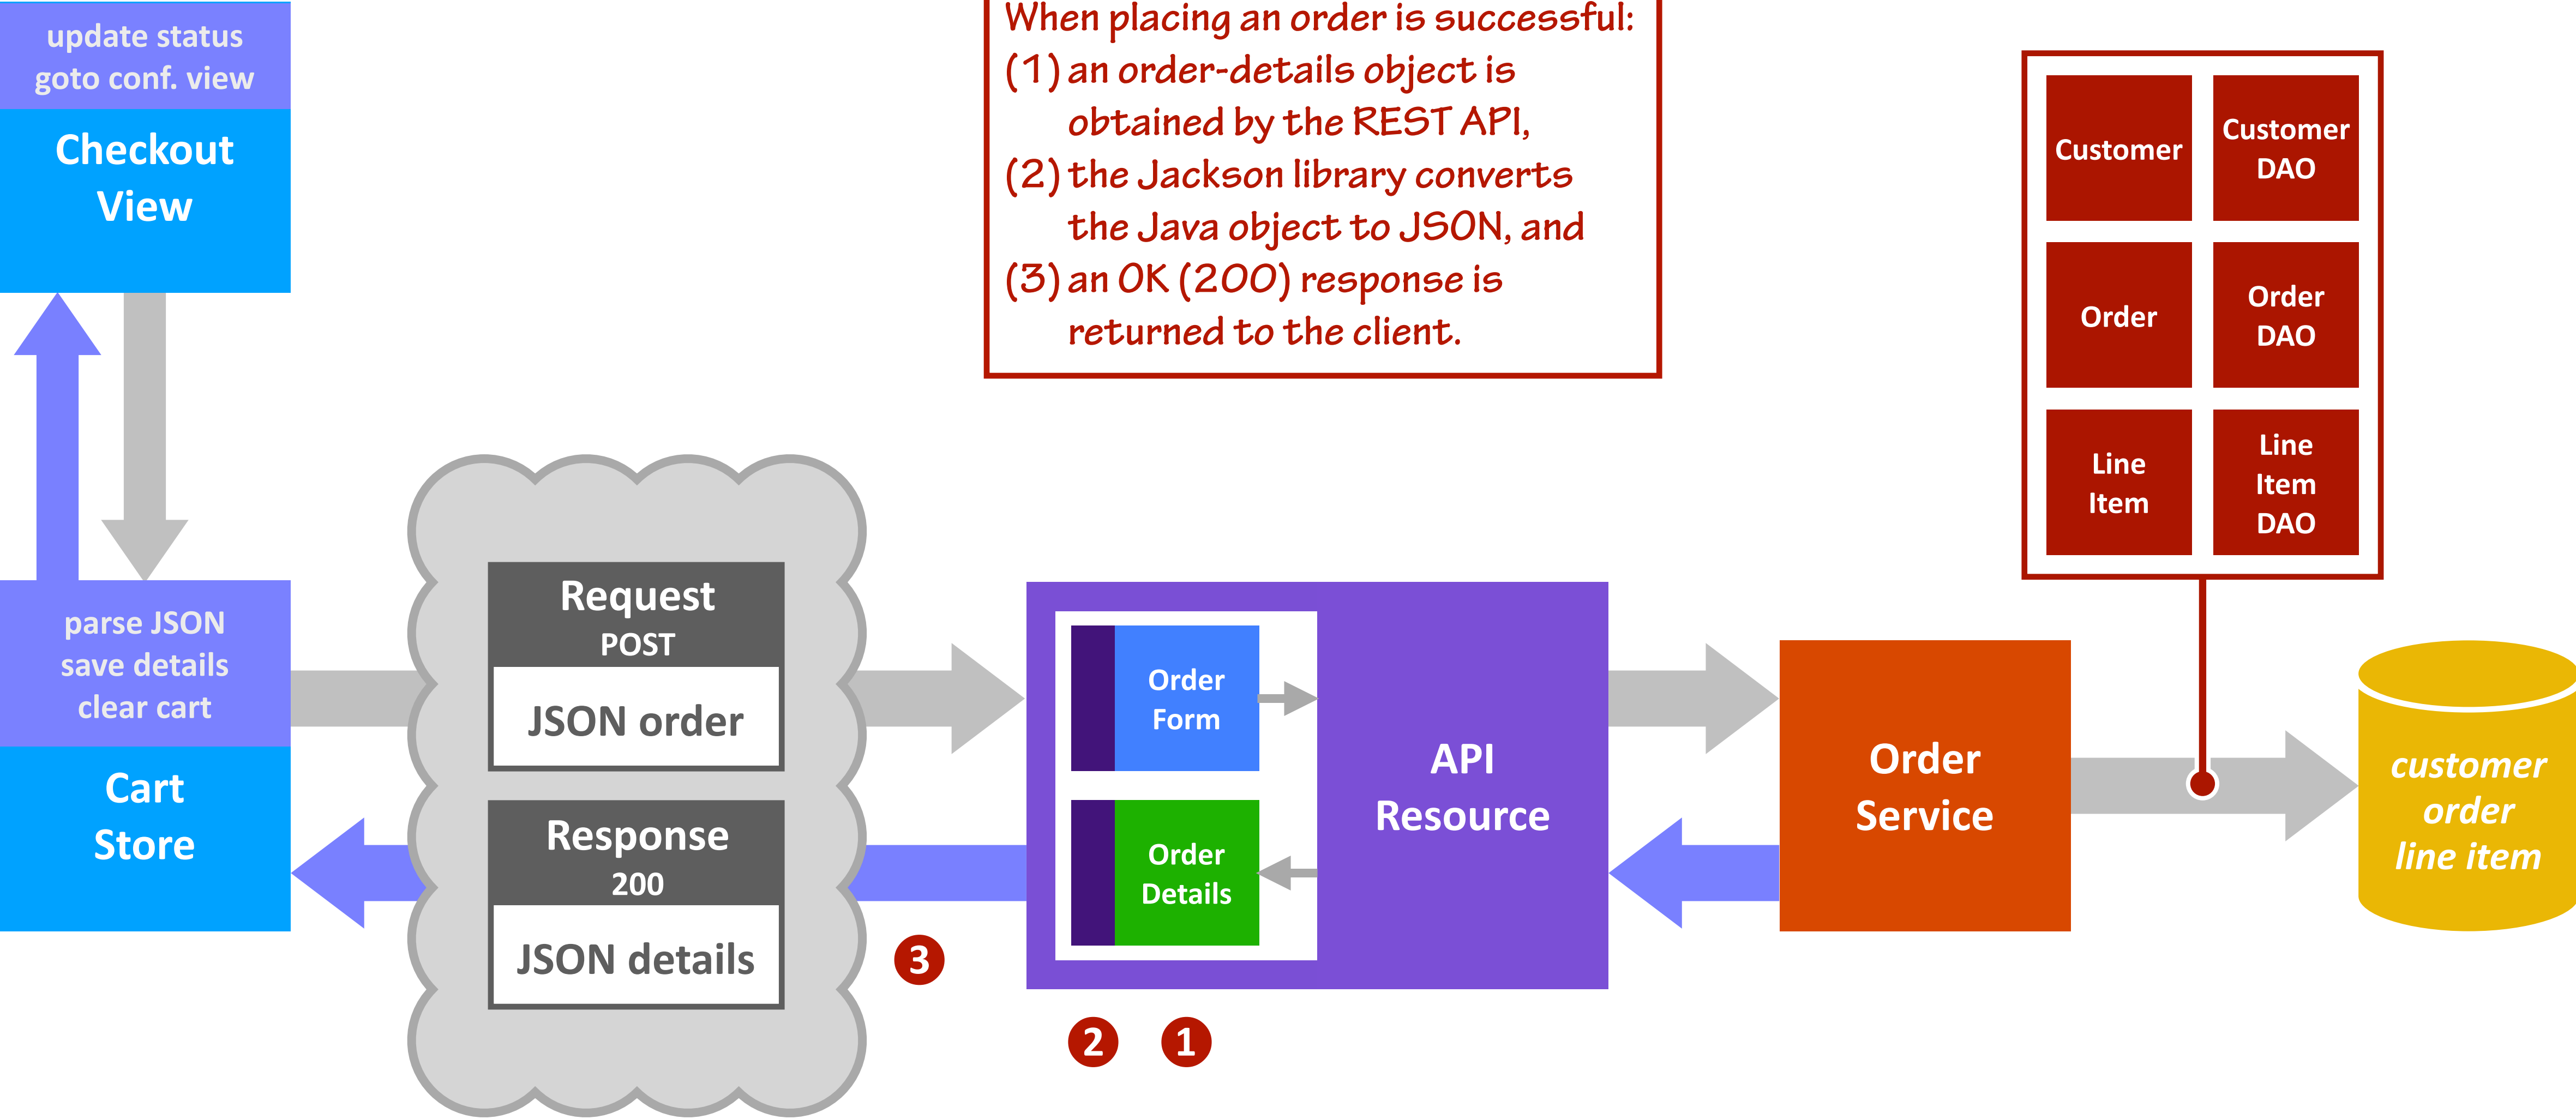 update status
goto conf. view
Checkout
View
When placing an order is successful:
(1) an order-details object is
obtained by the REST API,
(2) the Jackson library converts
the Java object to JSON, and
(3) an OK (200) response is
returned to the client.
Customer
Customer
DAO
Order
Order
DAO
Line
Item
Line
Item
DAO
parse JSON
save details
clear cart
Cart
Store
Request
POST
JSON order
Response
200
JSON details
3
Order
Form
Order
Details
2
1
API
Resource
Order
Service
customer
order
line item